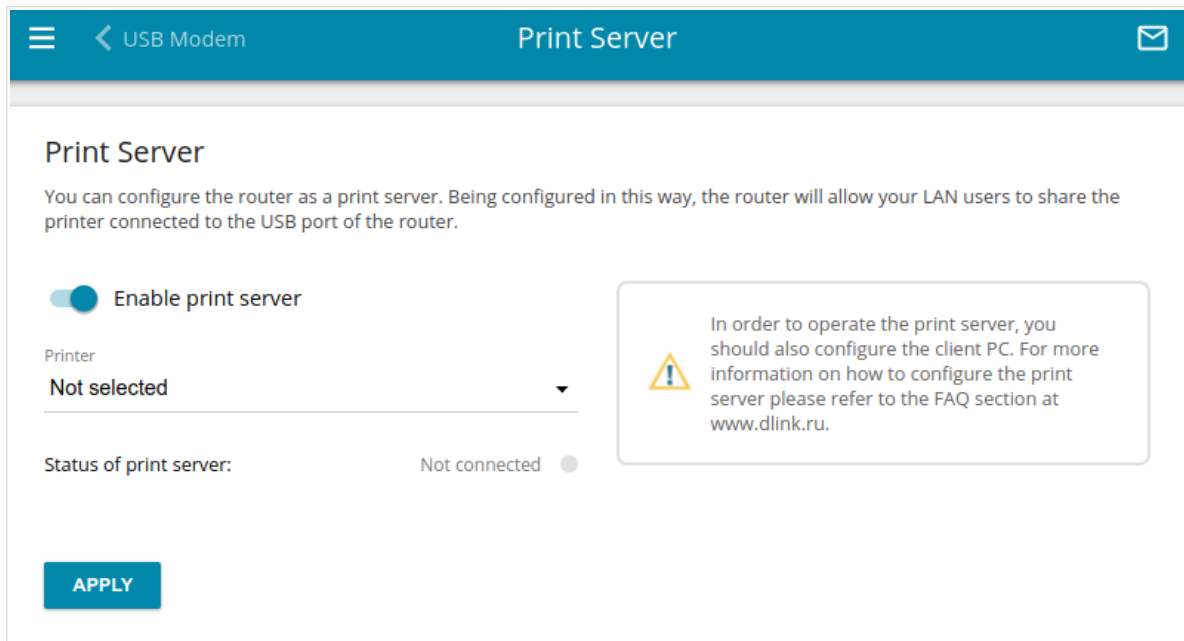 USB Modem
Print Server
Print Server
You can configure the router as a print server. Being configured in this way, the router will allow your LAN users to share the
printer connected to the USB port of the router.
Enable print server
Printer
Not selected
Status of print server:
Not connected
In order to operate the print server, you
should also configure the client PC. For more
information on how to configure the print
server please refer to the FAQ section at
www.dlink.ru.
APPLY